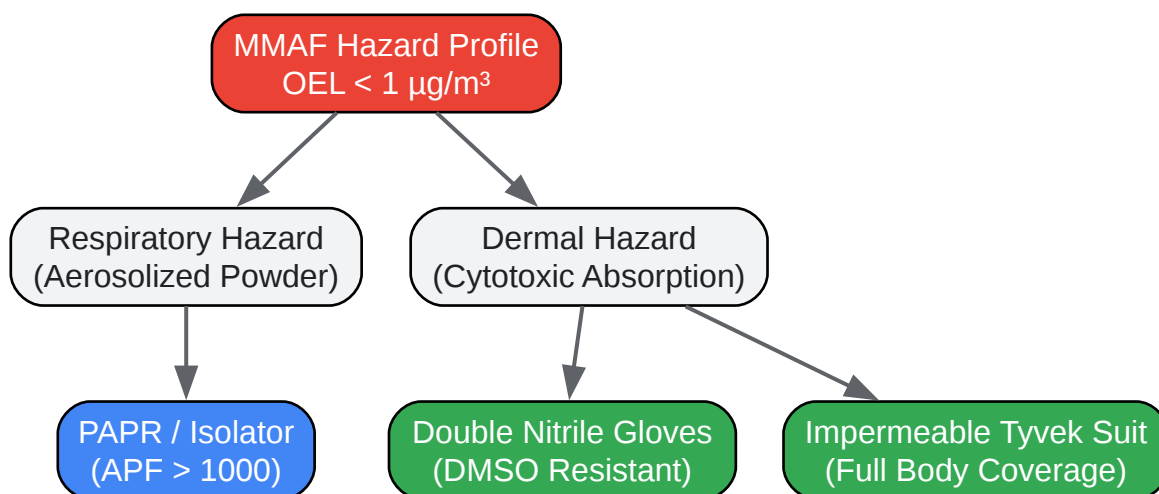 MMAF Hazard Profile
OEL < 1 µg/m³
Respiratory Hazard
(Aerosolized Powder)
Dermal Hazard
(Cytotoxic Absorption)
PAPR / Isolator
(APF > 1000)
Double Nitrile Gloves
(DMSO Resistant)
Impermeable Tyvek Suit
(Full Body Coverage)